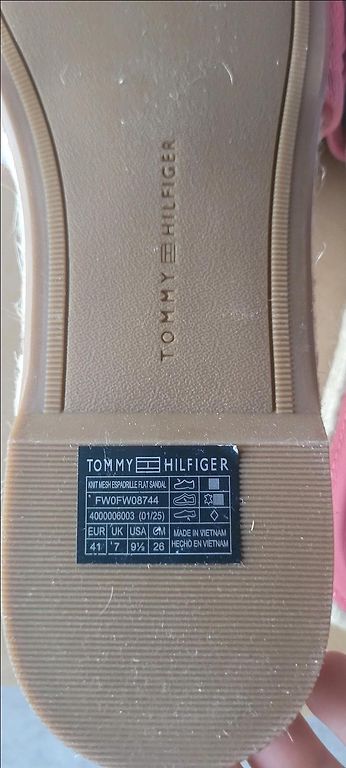 TOMMY HILFIGER
TOMMY HILFIGER
KNIT MESH ESPADRILLE FLAT SANDAL
FW0FW08744
4000006003 (01/25)
EUR UK USA CM
41 7 9½ 26
MADE IN VIETNAM
HECHO EN VIETNAM